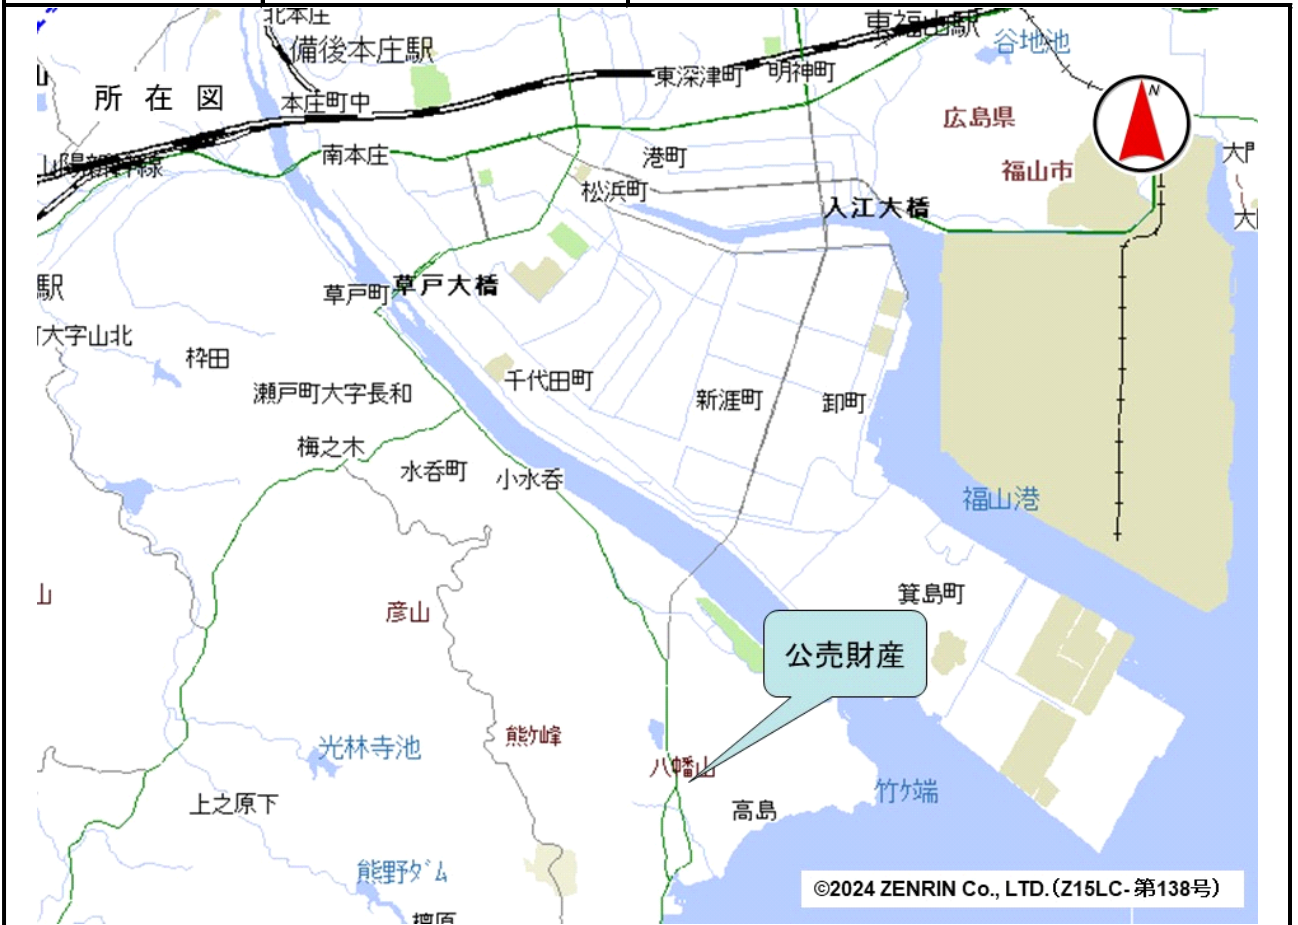 北本庄
東福山駅
備後本庄駅
谷地池
東深津町
明神町
所在図
本庄町中
N
広島県
南本庄
港町
大門
山陽新幹線
福山市
松浜町
入江大橋
駅
草戸町
草戸大橋
町大字山北
枠田
千代田町
瀬戸町大字長和
新涯町
卸町
梅之木
水呑町
小水呑
福山港
山
彦山
箕島町
公売財産
熊ケ峰
光林寺池
八幡山
竹ケ端
上之原下
高島
熊野ダム
©2024 ZENRIN Co., LTD.(Z15LC-第138号)